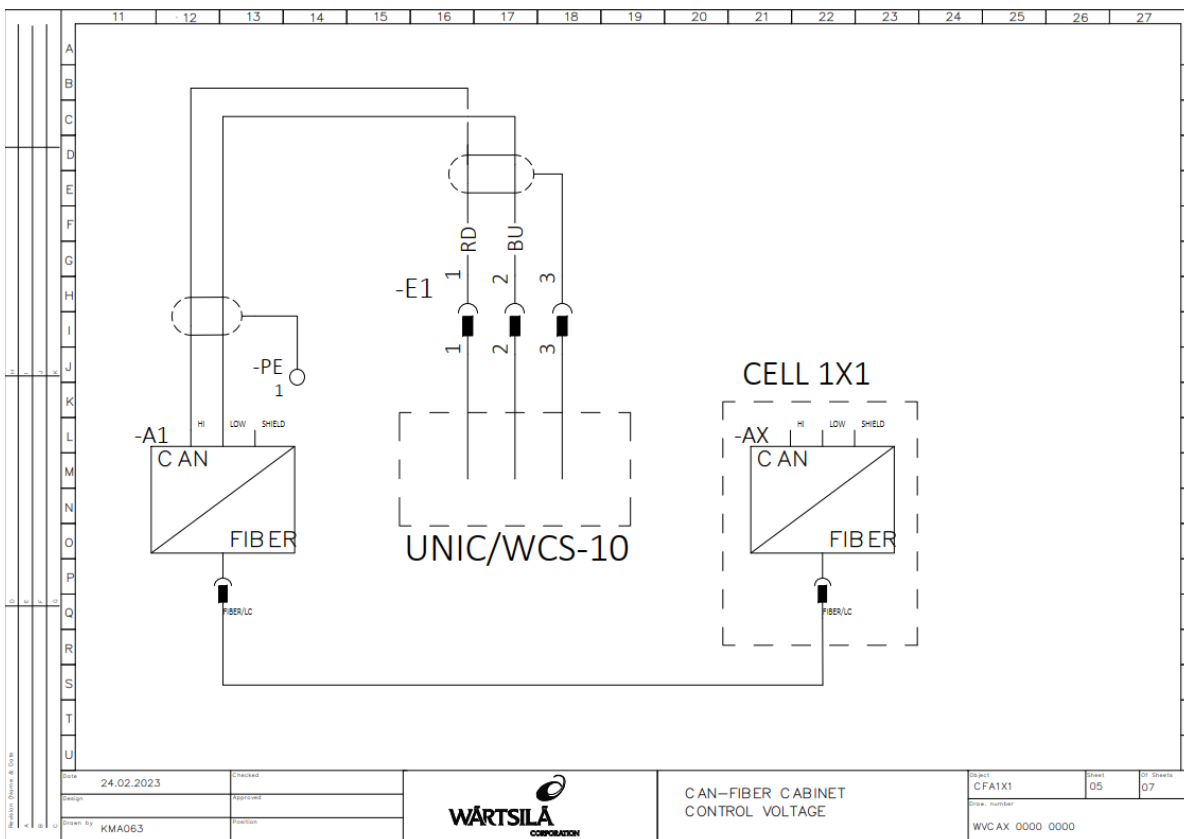 11 12 13 14 15 16 17 18 19 20 21 22 23 24 25 26 27
A
B
C
D
E
F
G
H
I
J
K
L
M
N
O
P
Q
R
S
T
U
RD BU
1 2 3
-E1
1 2 3
-PE
1
CELL 1X1
-A1 HI LOW SHIELD
CAN
FIBER
FIBER/LC
UNIC/WCS-10
-AX HI LOW SHIELD
CAN
FIBER
FIBER/LC
H I J K
D E F G
Revision (Name & Date
A B C
Date 24.02.2023
Checked
Design
Approved
Drawn by KMA063
Position
WÄRTSILÄ
CORPORATION
CAN-FIBER CABINET
CONTROL VOLTAGE
Object CFA1X1
Sheet 05
Of Sheets 07
Draw. number
WVCAX 0000 0000